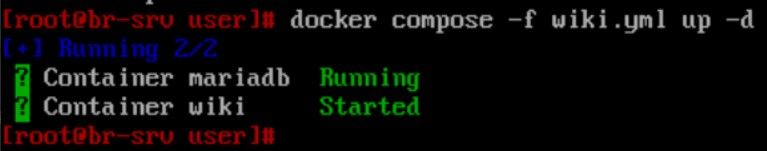 [root@br-srv user]# docker compose -f wiki.yml up -d
[+] Running 2/2
? Container mariadb Running
? Container wiki Started
[root@br-srv user]#